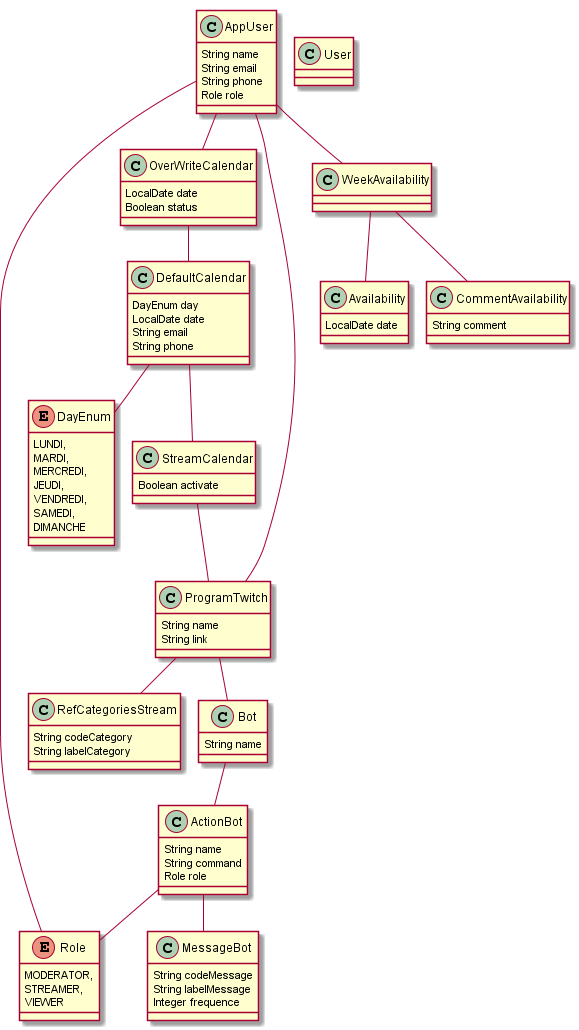 C AppUser
String name
String email
String phone
Role role
C User
C OverWriteCalendar
LocalDate date
Boolean status
C WeekAvailability
C DefaultCalendar
DayEnum day
LocalDate date
String email
String phone
C Availability
LocalDate date
C CommentAvailability
String comment
E DayEnum
LUNDI,
MARDI,
MERCREDI,
JEUDI,
VENDREDI,
SAMEDI,
DIMANCHE
C StreamCalendar
Boolean activate
C ProgramTwitch
String name
String link
C RefCategoriesStream
String codeCategory
String labelCategory
C Bot
String name
C ActionBot
String name
String command
Role role
E Role
MODERATOR,
STREAMER,
VIEWER
C MessageBot
String codeMessage
String labelMessage
Integer frequence